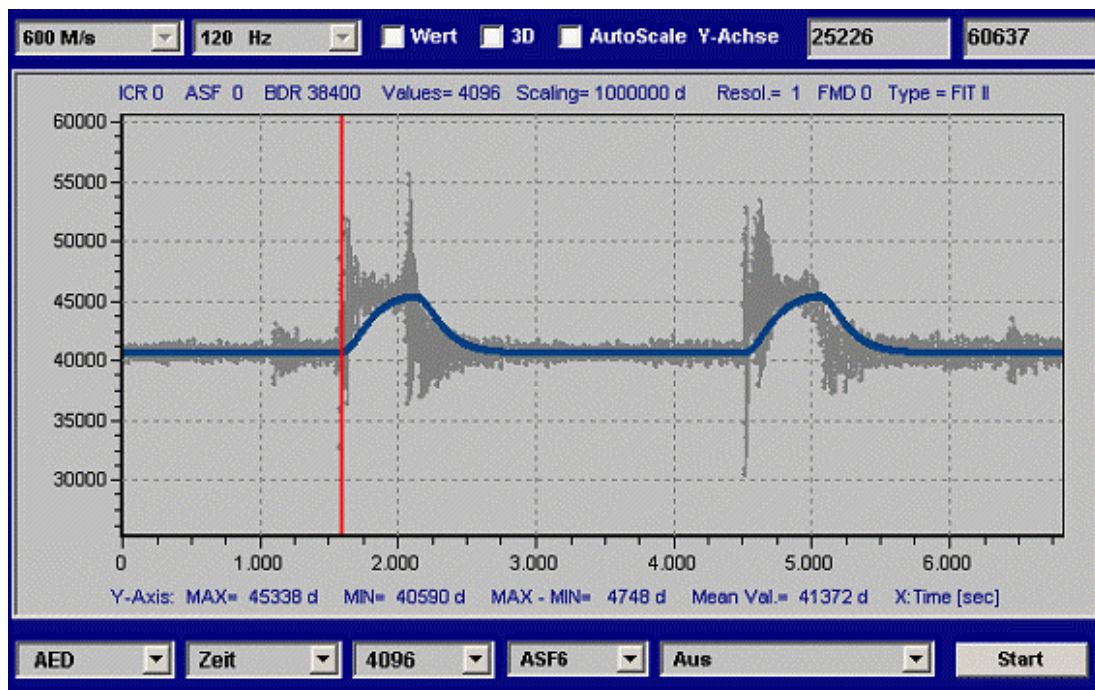 600 M/s 120 Hz Wert 3D AutoScale Y-Achse 25226 60637
ICR 0 ASF 0 BDR 38400 Values= 4096 Scaling= 1000000 d Resol.= 1 FMD 0 Type = FIT II
60000
55000
50000
45000
40000
35000
30000
0 1.000 2.000 3.000 4.000 5.000 6.000
Y-Axis: MAX= 45338 d MIN= 40590 d MAX - MIN= 4748 d Mean Val.= 41372 d X:Time [sec]
AED Zeit 4096 ASF6 Aus Start